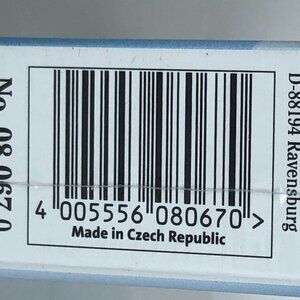 No. 08 067 0
4 005556 080670 >
Made in Czech Republic
D-88194 Ravensburg